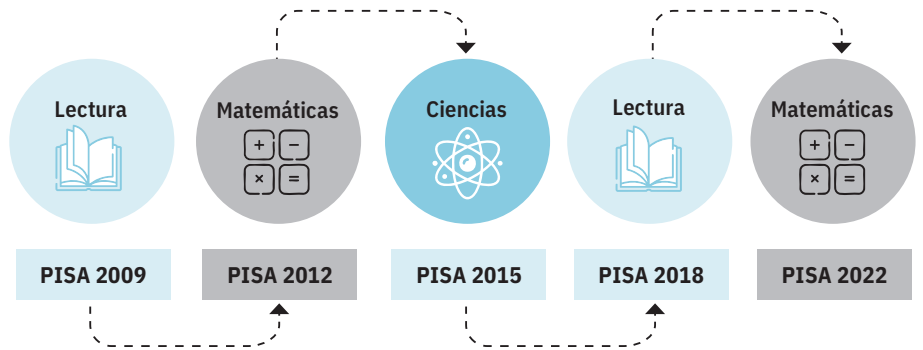 Lectura
Matemáticas
Ciencias
Lectura
Matemáticas
+ −
× =
+ −
× =
PISA 2009
PISA 2012
PISA 2015
PISA 2018
PISA 2022